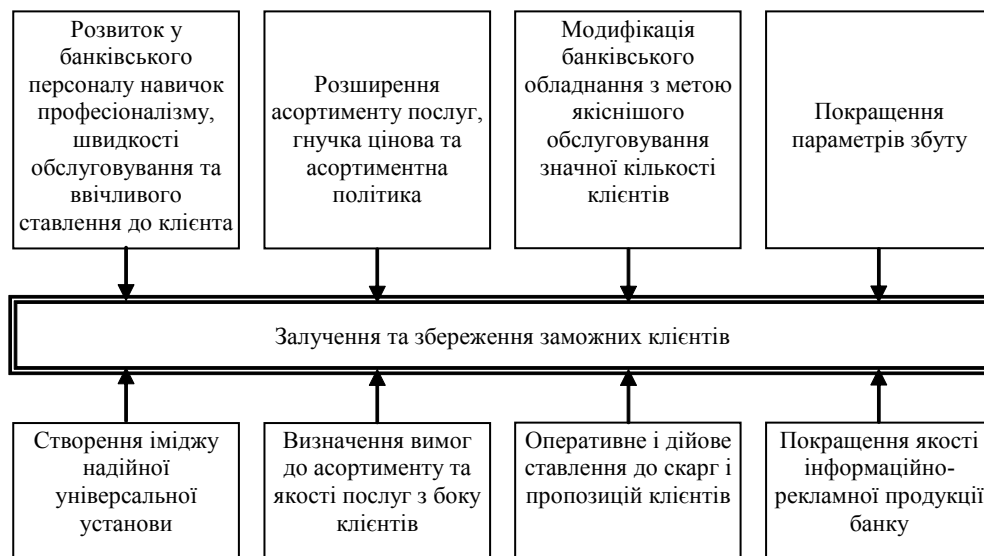 Розвиток у
банківського
персоналу навичок
професіоналізму,
швидкості
обслуговування та
ввічливого
ставлення до клієнта
Розширення
асортименту послуг,
гнучка цінова та
асортиментна
політика
Модифікація
банківського
обладнання з метою
якіснішого
обслуговування
значної кількості
клієнтів
Покращення
параметрів збуту
Залучення та збереження заможних клієнтів
Створення іміджу
надійної
універсальної
установи
Визначення вимог
до асортименту та
якості послуг з боку
клієнтів
Оперативне і дійове
ставлення до скарг і
пропозицій клієнтів
Покращення якості
інформаційно-
рекламної продукції
банку